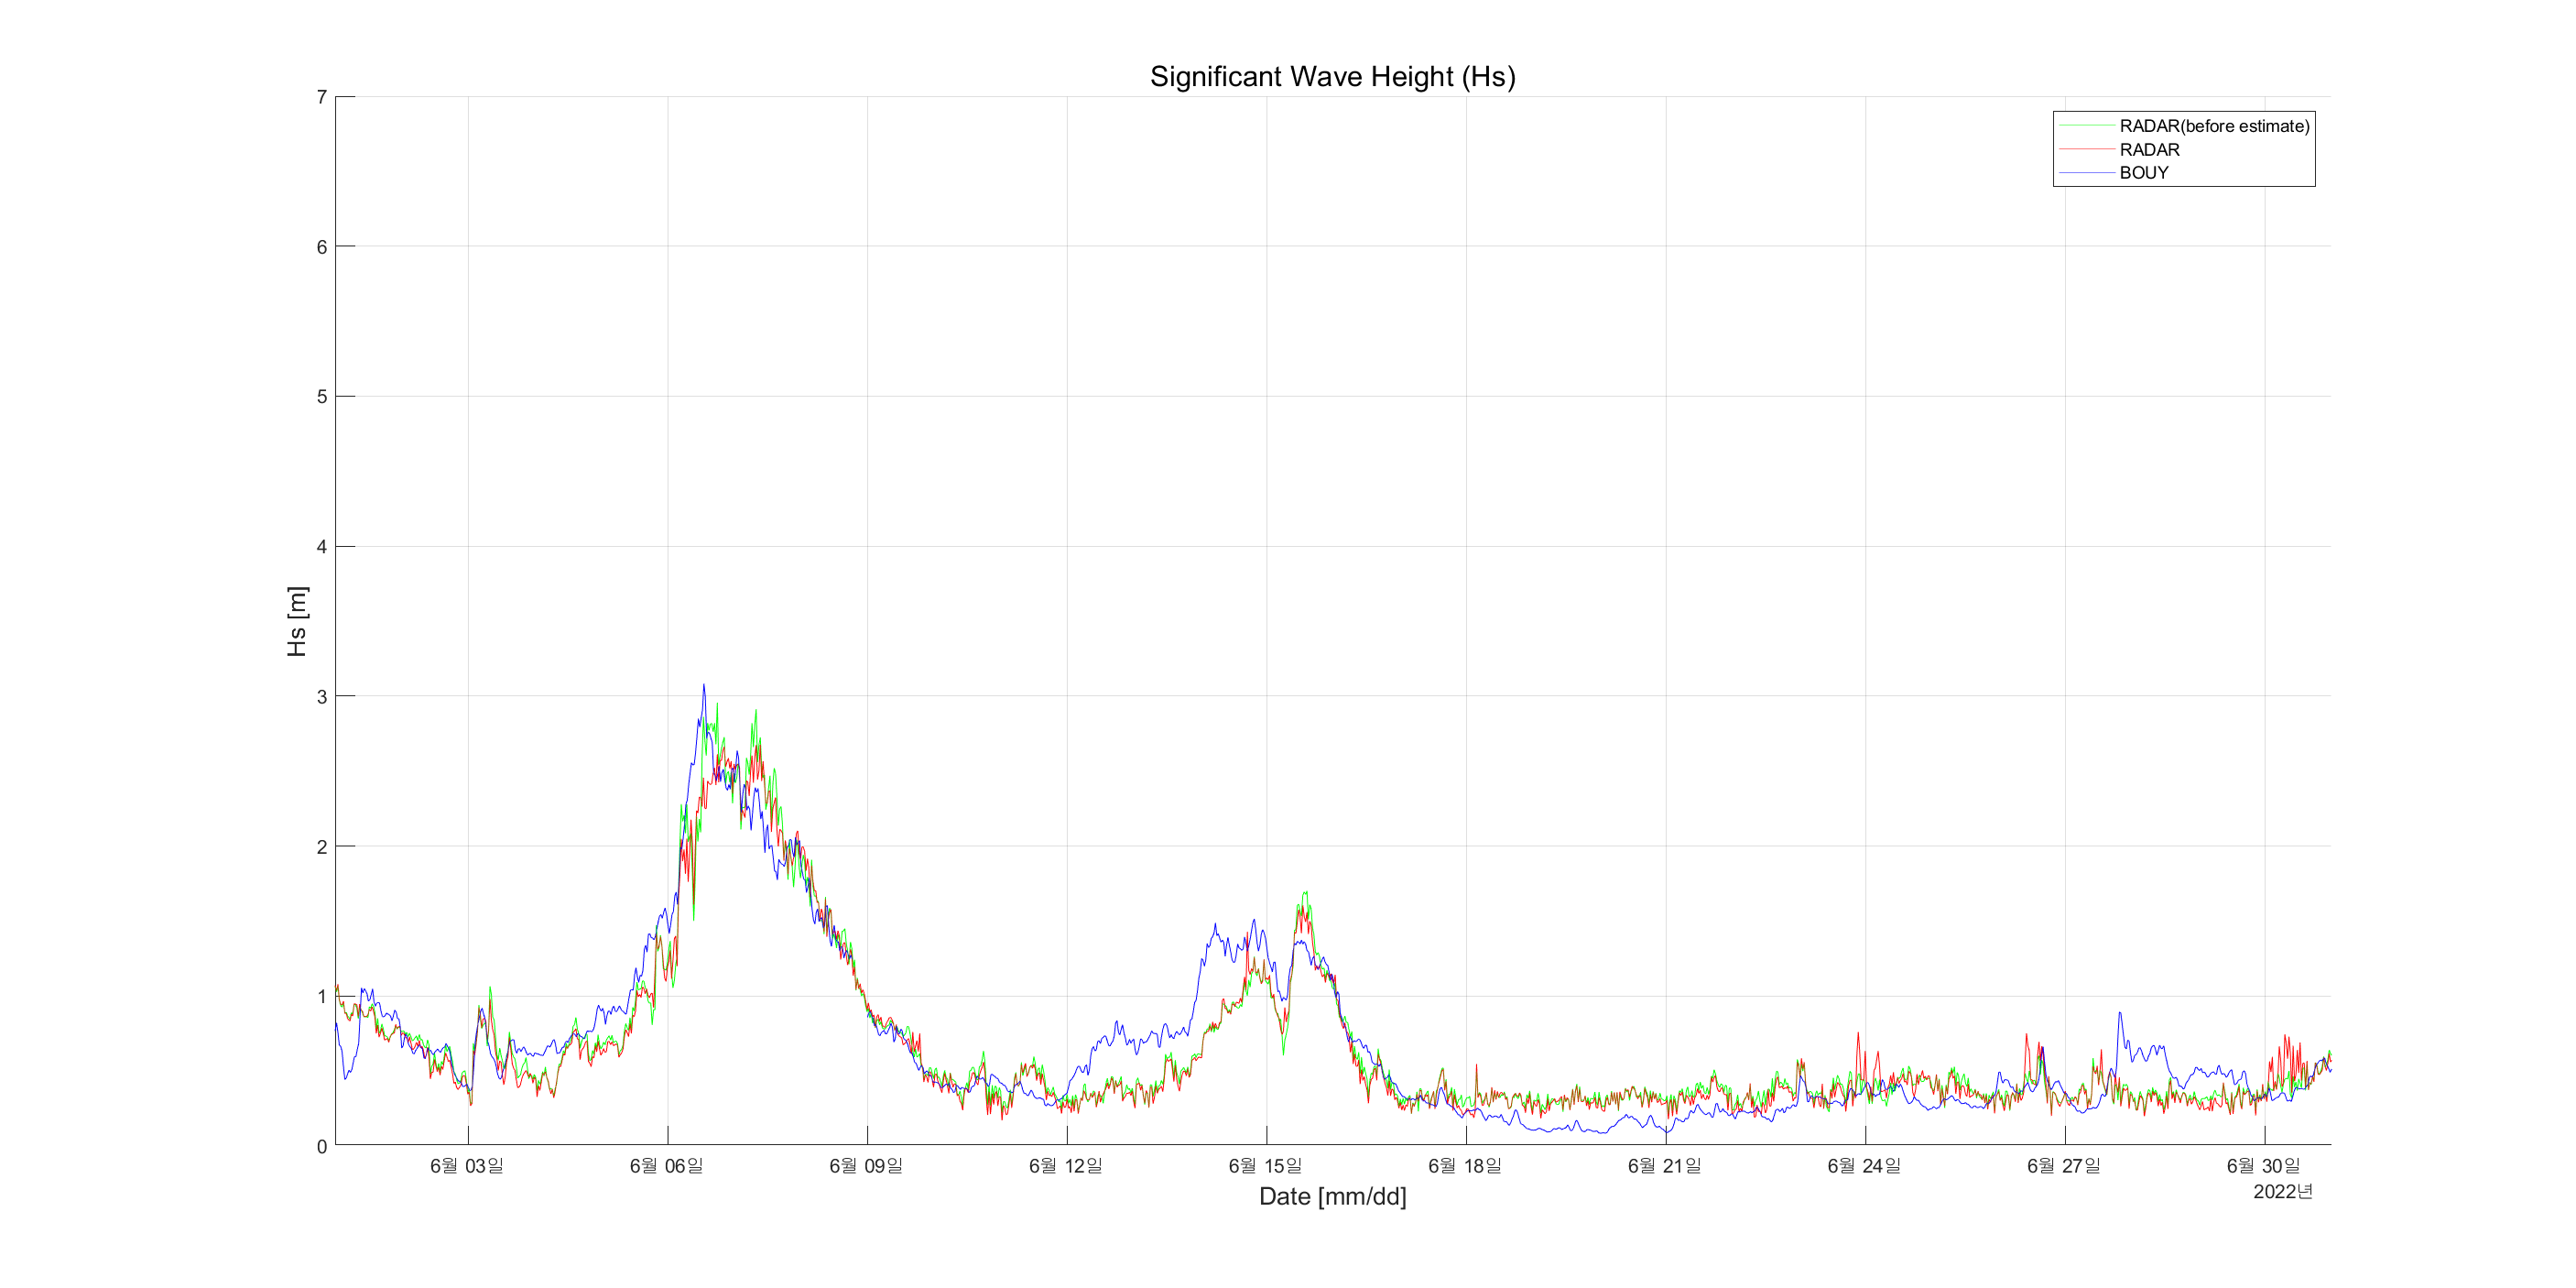 Significant Wave Height (Hs)
RADAR(before estimate)
RADAR
BOUY
7
6
5
4
3
2
1
0
Hs [m]
6월 03일 6월 06일 6월 09일 6월 12일 6월 15일 6월 18일 6월 21일 6월 24일 6월 27일 6월 30일
2022년
Date [mm/dd]